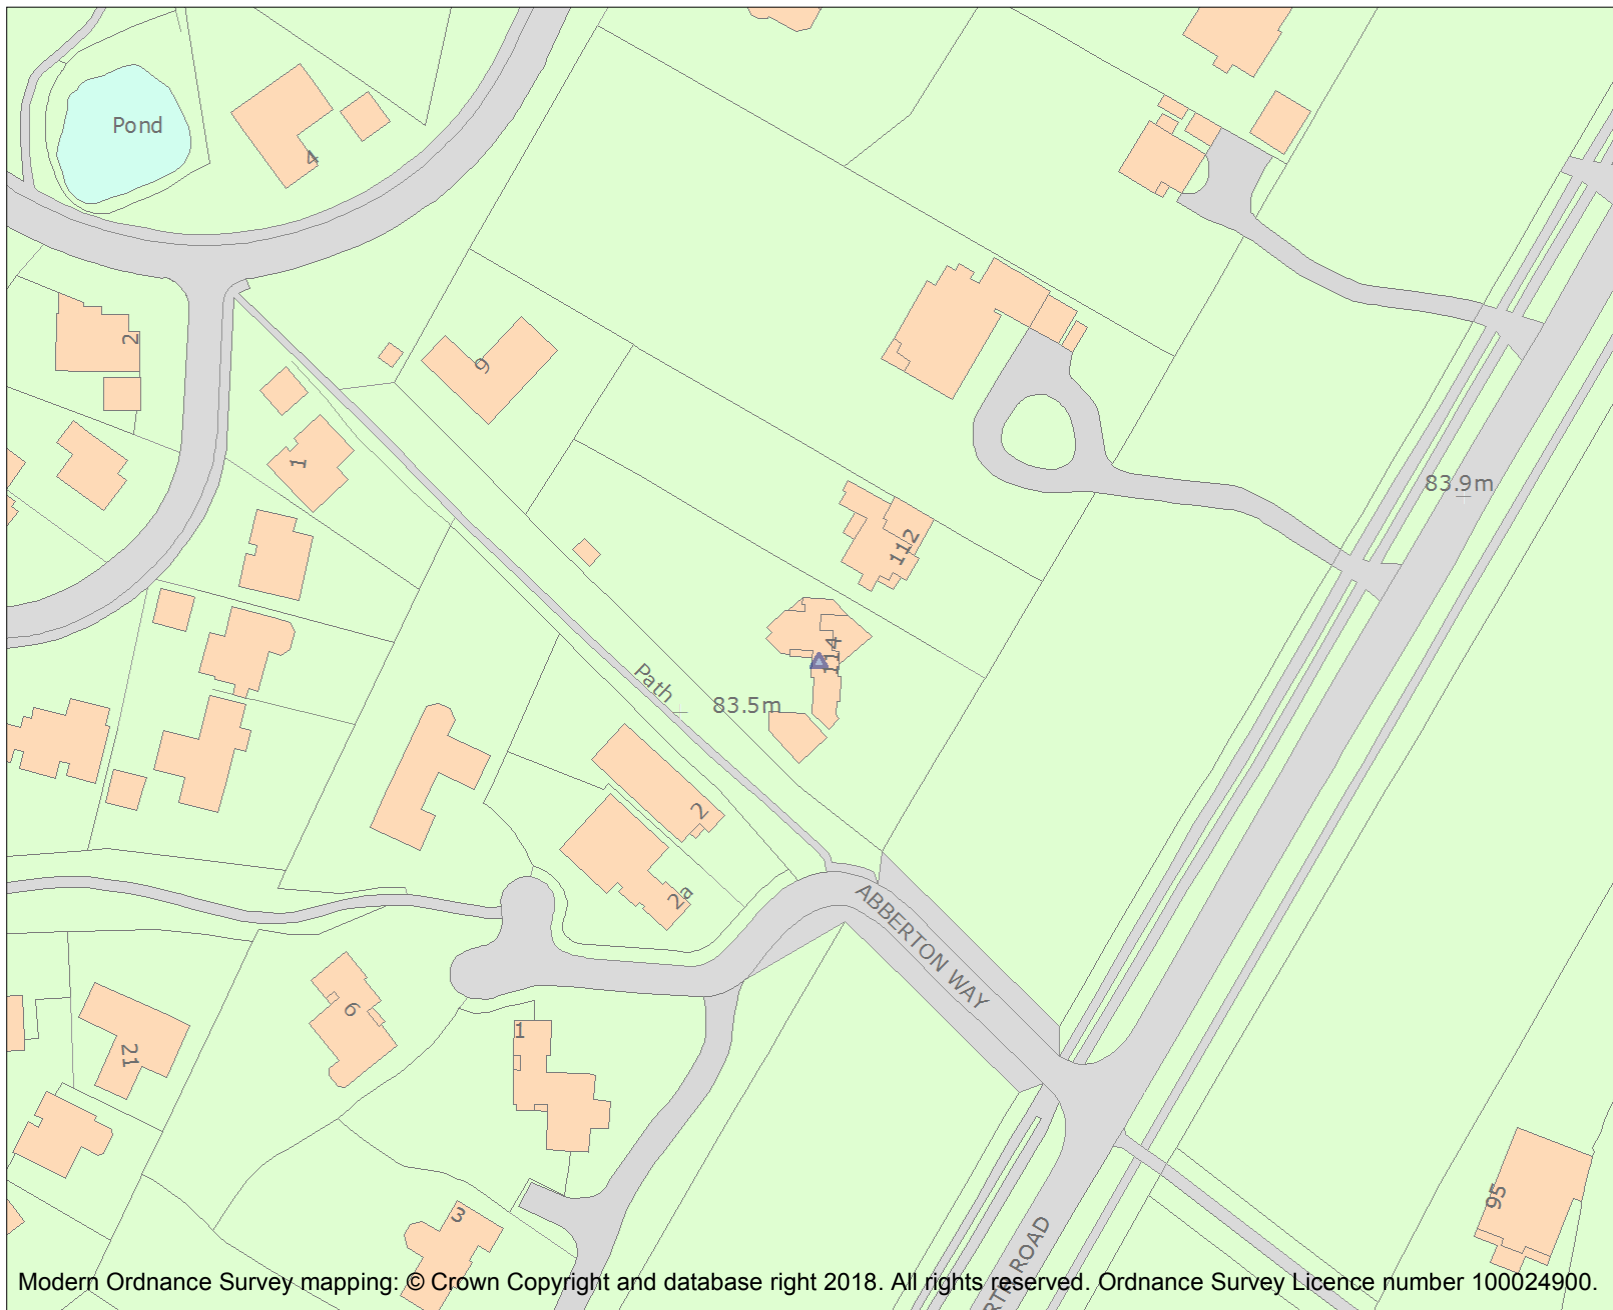 Pond
4
2
9
1
83.9m
112
114
Path
83.5m
2
2a
ABBERTON WAY
6
1
21
3
95
ROAD
Modern Ordnance Survey mapping: © Crown Copyright and database right 2018. All rights reserved. Ordnance Survey Licence number 100024900.